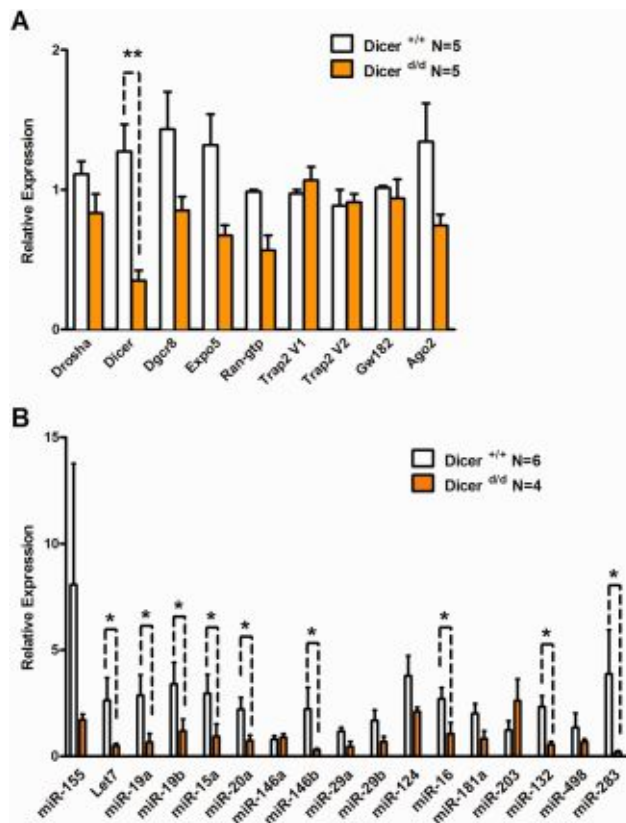 A
Relative Expression
2
1
0
**
Dicer +/+ N=5
Dicer d/d N=5
Drosha
Dicer
Dgcr8
Expo5
Ran-gtp
Trap2 V1
Trap2 V2
Gw182
Ago2
B
Relative Expression
15
10
5
0
Dicer +/+ N=6
Dicer d/d N=4
*
*
*
*
*
*
*
*
*
miR-155
Let7
miR-19a
miR-19b
miR-15a
miR-20a
miR-146a
miR-146b
miR-29a
miR-29b
miR-124
miR-16
miR-181a
miR-203
miR-132
miR-498
miR-283